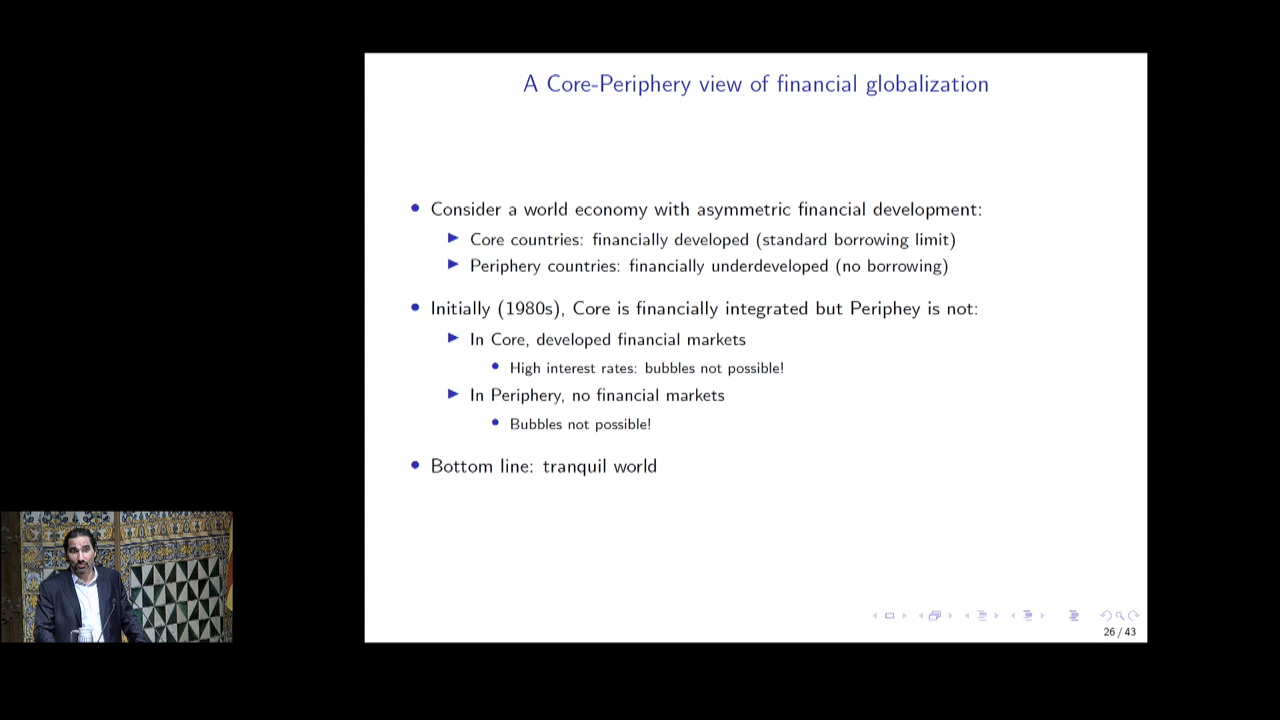 A Core-Periphery view of financial globalization
Consider a world economy with asymmetric financial development:
Core countries: financially developed (standard borrowing limit)
Periphery countries: financially underdeveloped (no borrowing)
Initially (1980s), Core is financially integrated but Periphey is not:
In Core, developed financial markets
High interest rates: bubbles not possible!
In Periphery, no financial markets
Bubbles not possible!
Bottom line: tranquil world
26 / 43